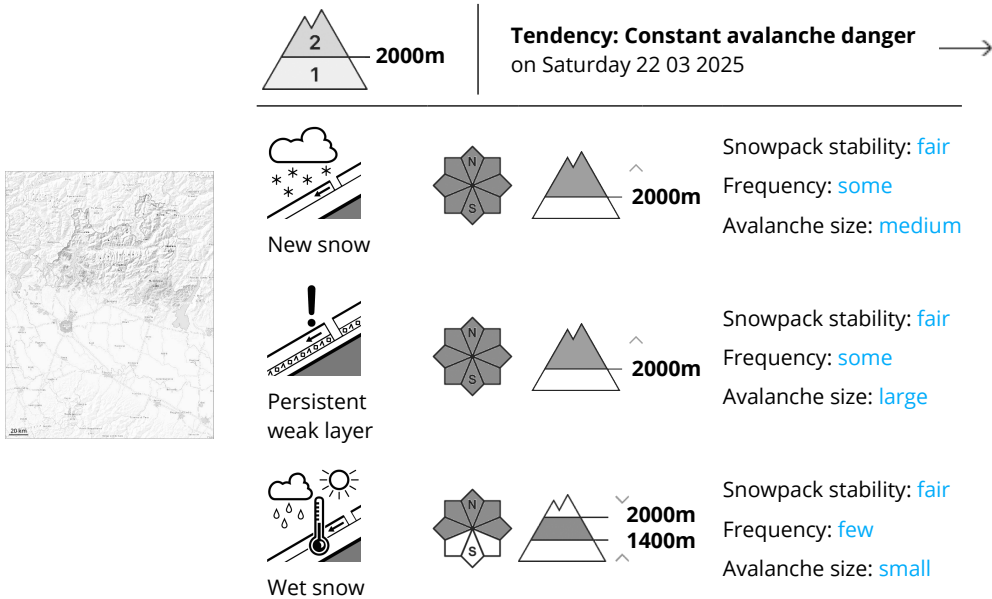 2
2000m
1
Tendency: Constant avalanche danger
on Saturday 22 03 2025
20 km
N
S
2000m
New snow
Snowpack stability: fair
Frequency: some
Avalanche size: medium
N
S
2000m
Persistent
weak layer
Snowpack stability: fair
Frequency: some
Avalanche size: large
N
S
2000m
1400m
Wet snow
Snowpack stability: fair
Frequency: few
Avalanche size: small